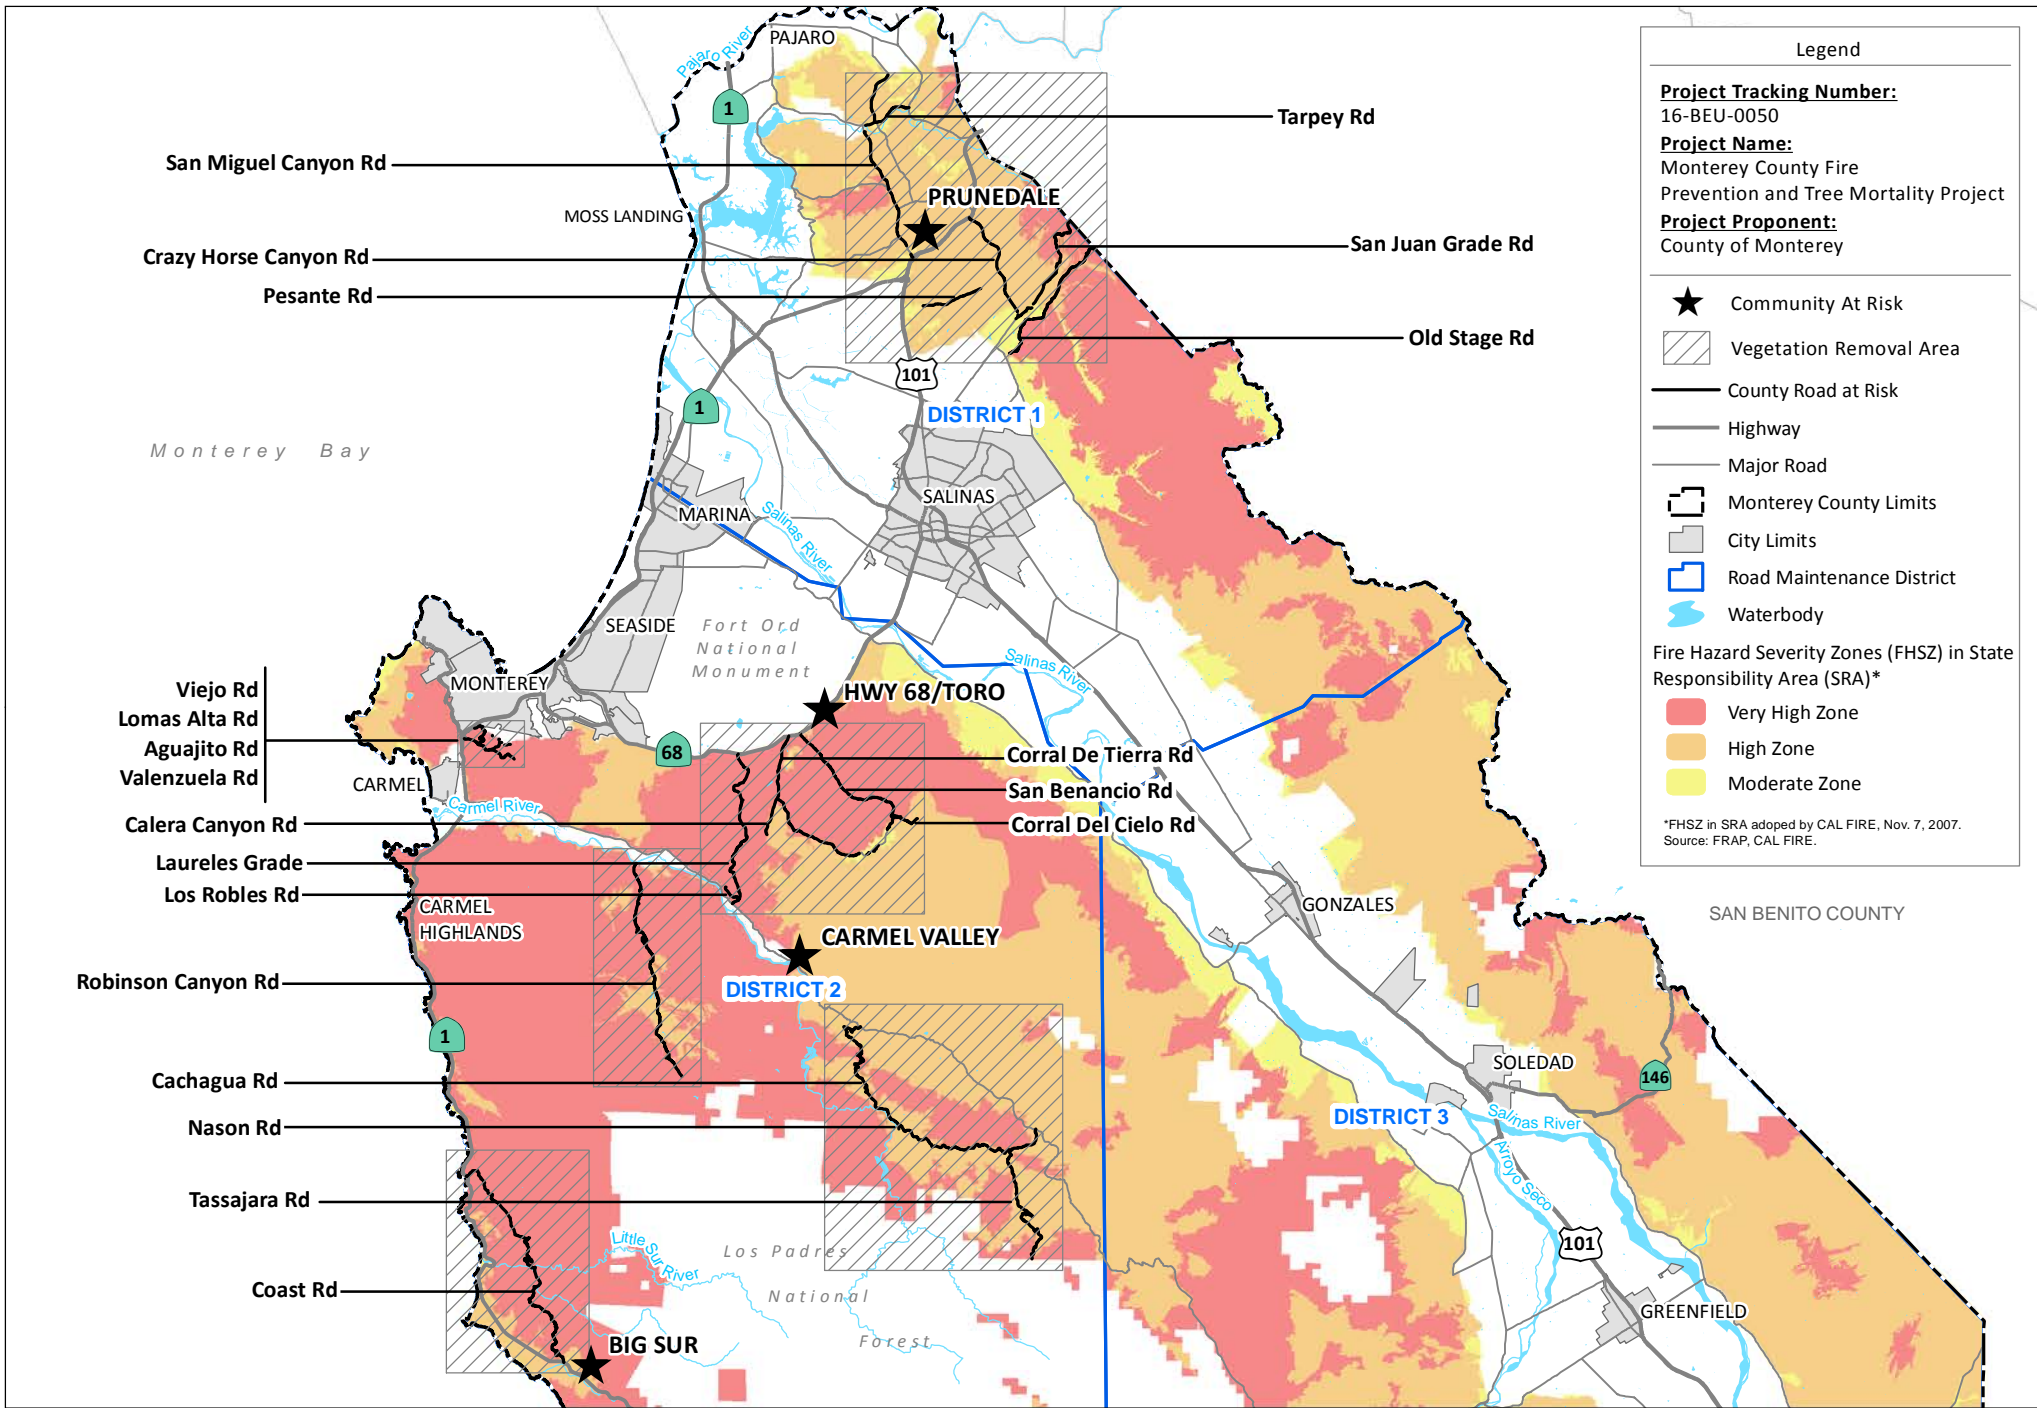 PAJARO
Pajaro River
1
Tarpey Rd
San Miguel Canyon Rd
PRUNEDALE
MOSS LANDING
San Juan Grade Rd
Crazy Horse Canyon Rd
Pesante Rd
Old Stage Rd
101
1
DISTRICT 1
Monterey Bay
SALINAS
MARINA
Salinas River
SEASIDE
Fort Ord
National
Monument
Salinas River
MONTEREY
HWY 68/TORO
Viejo Rd
Lomas Alta Rd
Aguajito Rd
Valenzuela Rd
68
Corral De Tierra Rd
CARMEL
San Benancio Rd
Carmel River
Calera Canyon Rd
Corral Del Cielo Rd
Laureles Grade
Los Robles Rd
CARMEL
HIGHLANDS
GONZALES
SAN BENITO COUNTY
CARMEL VALLEY
Robinson Canyon Rd
DISTRICT 2
1
SOLEDAD
146
Cachagua Rd
DISTRICT 3
Salinas River
Nason Rd
Arroyo Seco
Tassajara Rd
Little Sur
River
Los Padres
National
Forest
101
Coast Rd
GREENFIELD
BIG SUR
Legend
Project Tracking Number:
16-BEU-0050
Project Name:
Monterey County Fire
Prevention and Tree Mortality Project
Project Proponent:
County of Monterey
Community At Risk
Vegetation Removal Area
County Road at Risk
Highway
Major Road
Monterey County Limits
City Limits
Road Maintenance District
Waterbody
Fire Hazard Severity Zones (FHSZ) in State
Responsibility Area (SRA)*
Very High Zone
High Zone
Moderate Zone
*FHSZ in SRA adoped by CAL FIRE, Nov. 7, 2007.
Source: FRAP, CAL FIRE.